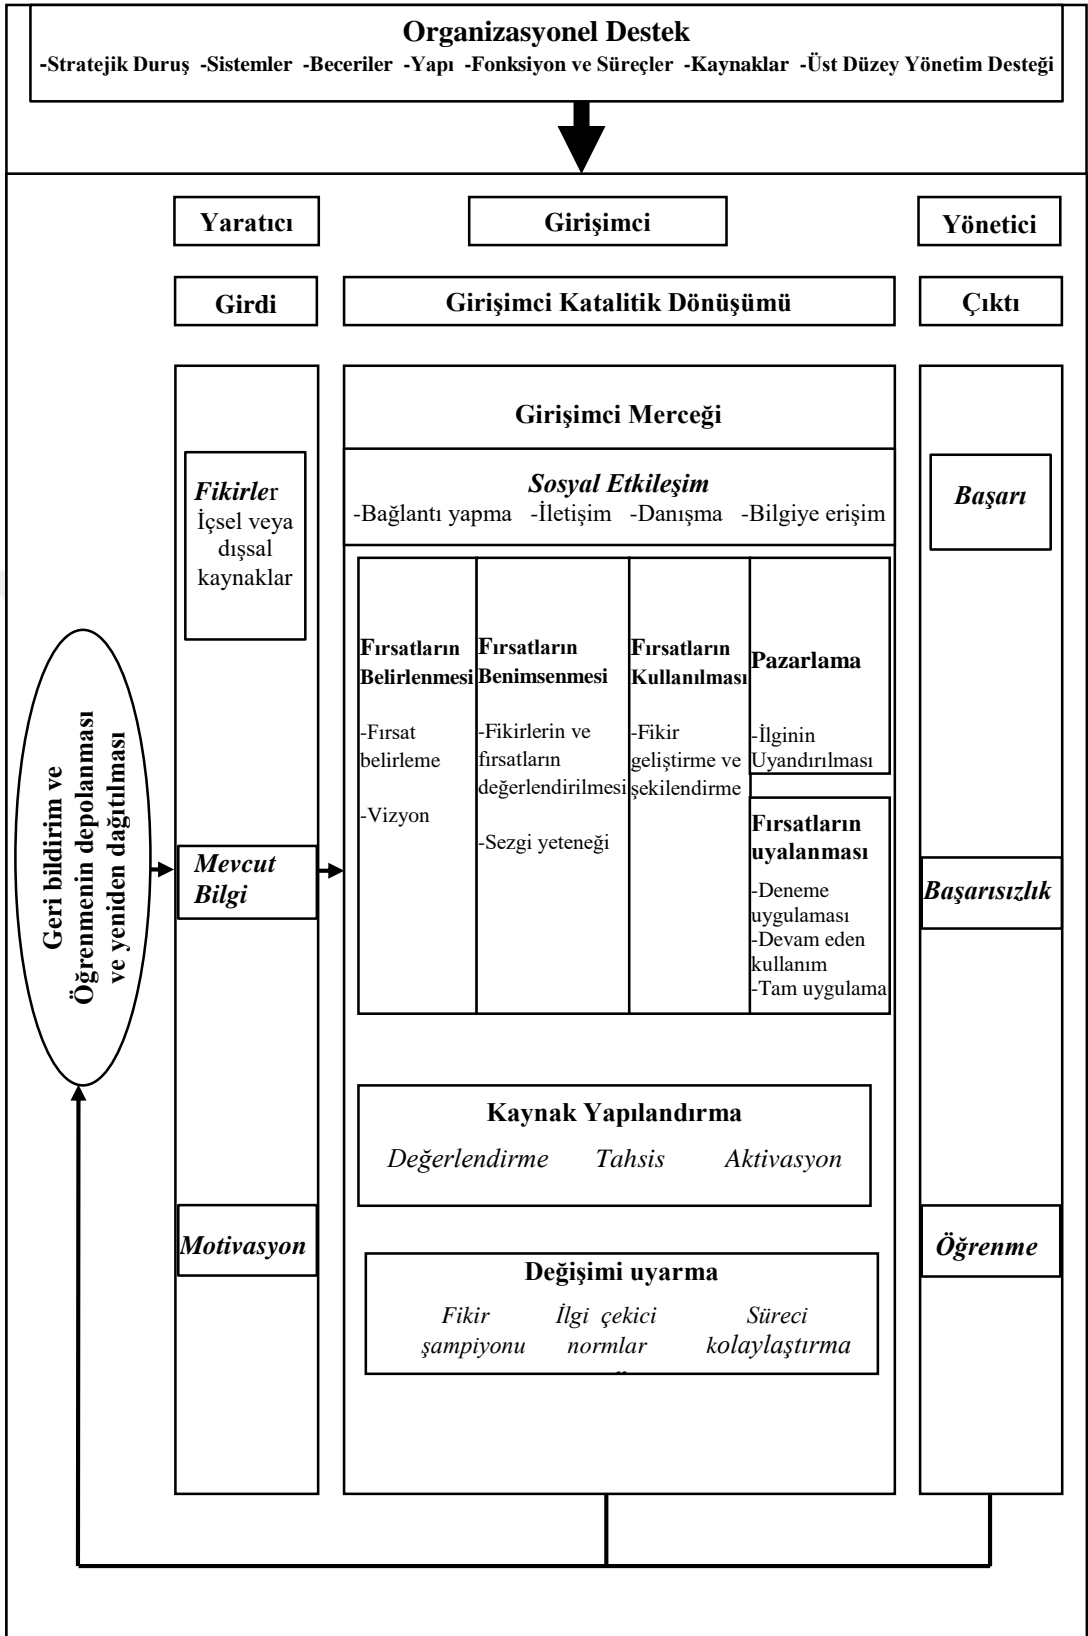 Organizasyonel Destek
-Stratejik Duruş -Sistemler -Beceriler -Yapı -Fonksiyon ve Süreçler -Kaynaklar -Üst Düzey Yönetim Desteği
Yaratıcı
Girişimci
Yönetici
Girdi
Girişimci Katalitik Dönüşümü
Çıktı
Geri bildirim ve
Öğrenmenin depolanması
ve yeniden dağıtılması
Fikirler
İçsel veya
dışsal
kaynaklar
Mevcut
Bilgi
Motivasyon
Girişimci Merceği
Sosyal Etkileşim
-Bağlantı yapma -İletişim -Danışma -Bilgiye erişim
Fırsatların
Belirlenmesi
-Fırsat
belirleme
-Vizyon
Fırsatların
Benimsenmesi
-Fikirlerin ve
fırsatların
değerlendirilmesi
-Sezgi yeteneği
Fırsatların
Kullanılması
-Fikir
geliştirme ve
şekilendirme
Pazarlama
-İlginin
Uyandırılması
Fırsatların
uyalanması
-Deneme
uygulaması
-Devam eden
kullanım
-Tam uygulama
Kaynak Yapılandırma
Değerlendirme Tahsis Aktivasyon
Değişimi uyarma
Fikir
şampiyonu
İlgi çekici
normlar
Süreci
kolaylaştırma
Başarı
Başarısızlık
Öğrenme